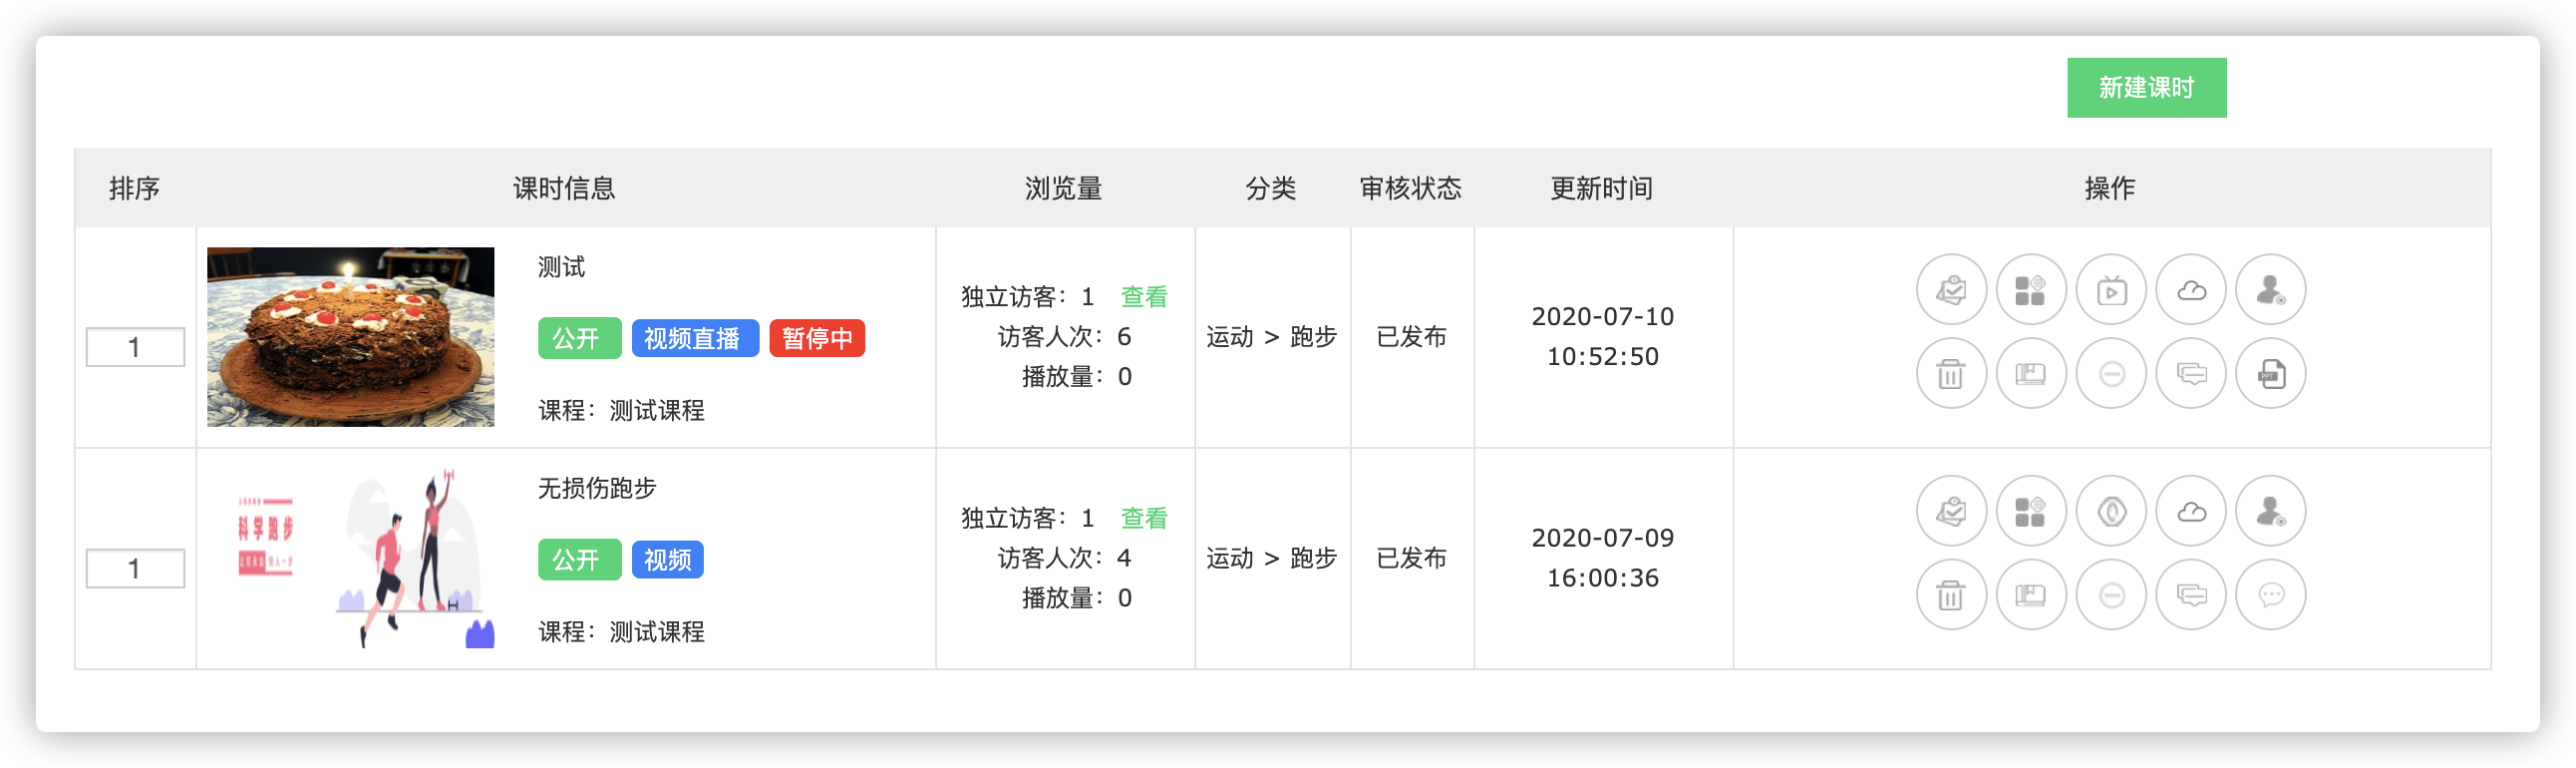 新建课时
排序 课时信息 浏览量 分类 审核状态 更新时间 操作
1
测试
公开 视频直播 暂停中
课程：测试课程
独立访客：1 查看
访客人次：6
播放量：0
运动 > 跑步
已发布
2020-07-10
10:52:50
PPT
1
科学跑步
无损伤跑步
公开 视频
课程：测试课程
独立访客：1 查看
访客人次：4
播放量：0
运动 > 跑步
已发布
2020-07-09
16:00:36